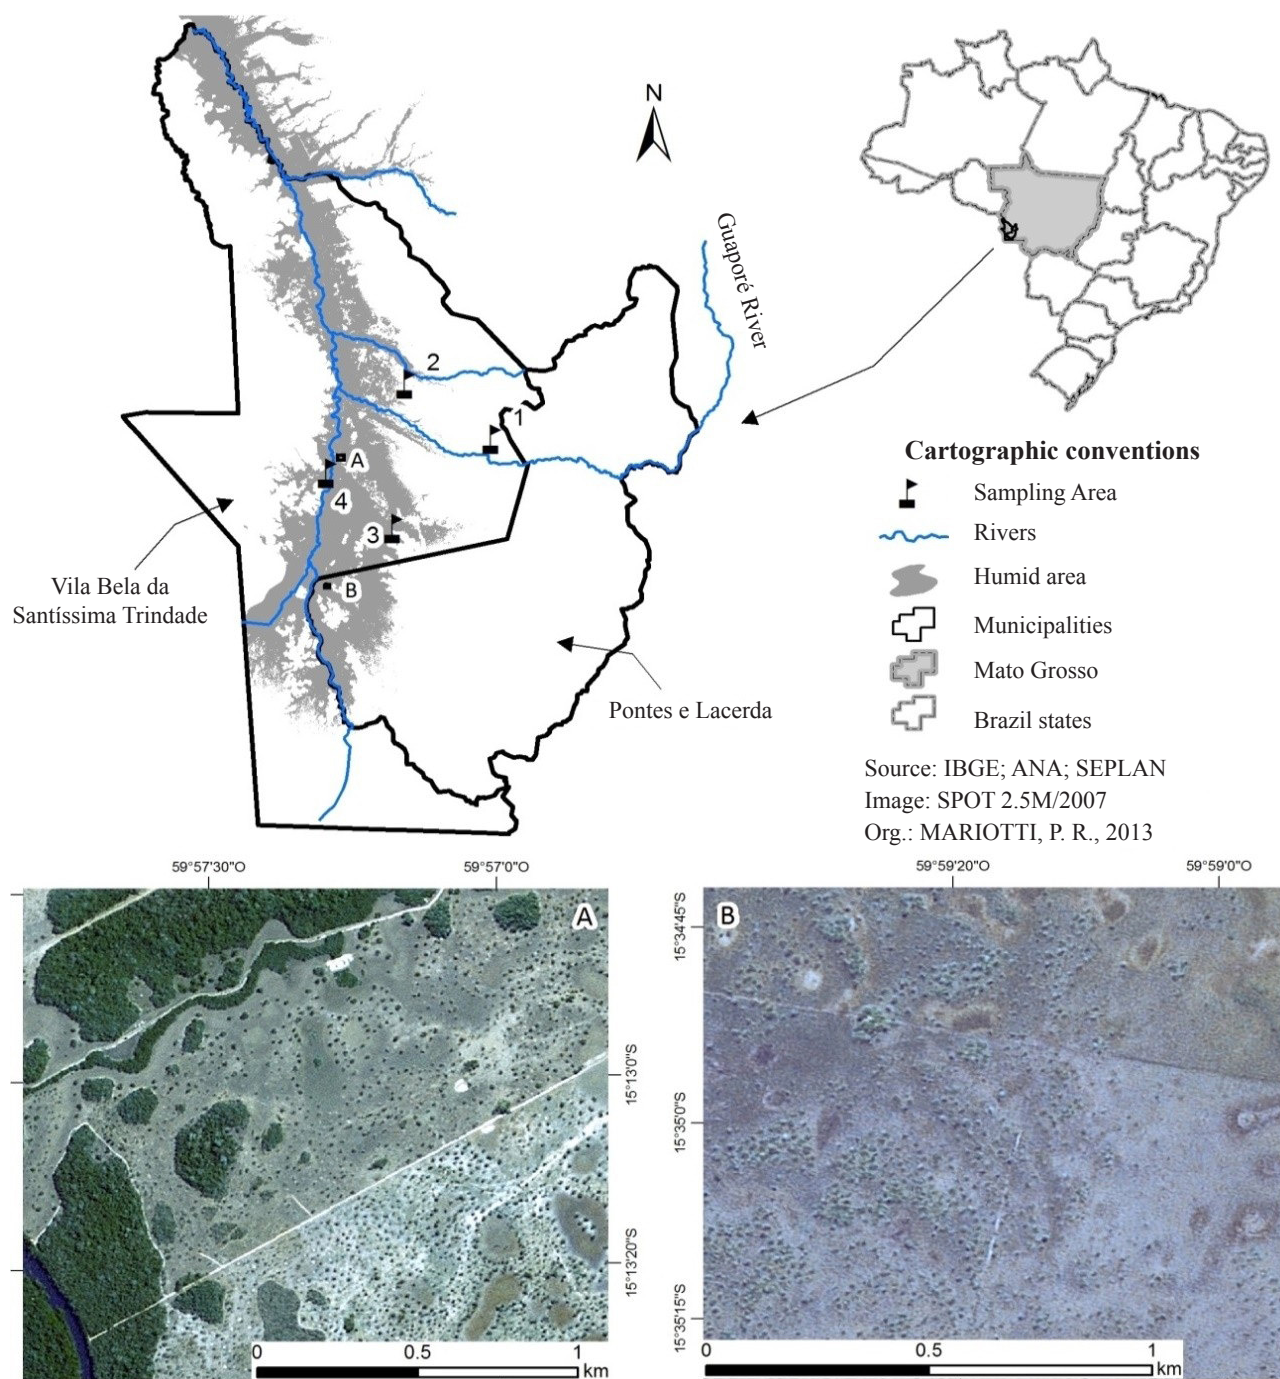 N
Guaporé River
2
1
A
4
3
B
Vila Bela da
Santíssima Trindade
Pontes e Lacerda
Cartographic conventions
Sampling Area
Rivers
Humid area
Municipalities
Mato Grosso
Brazil states
Source: IBGE; ANA; SEPLAN
Image: SPOT 2.5M/2007
Org.: MARIOTTI, P. R., 2013
59°57'30"O
59°57'0"O
A
15°13'0"S
15°13'20"S
0
0.5
1
km
59°59'20"O
59°59'0"O
B
15°34'45"S
15°35'0"S
15°35'15"S
0
0.5
1
km